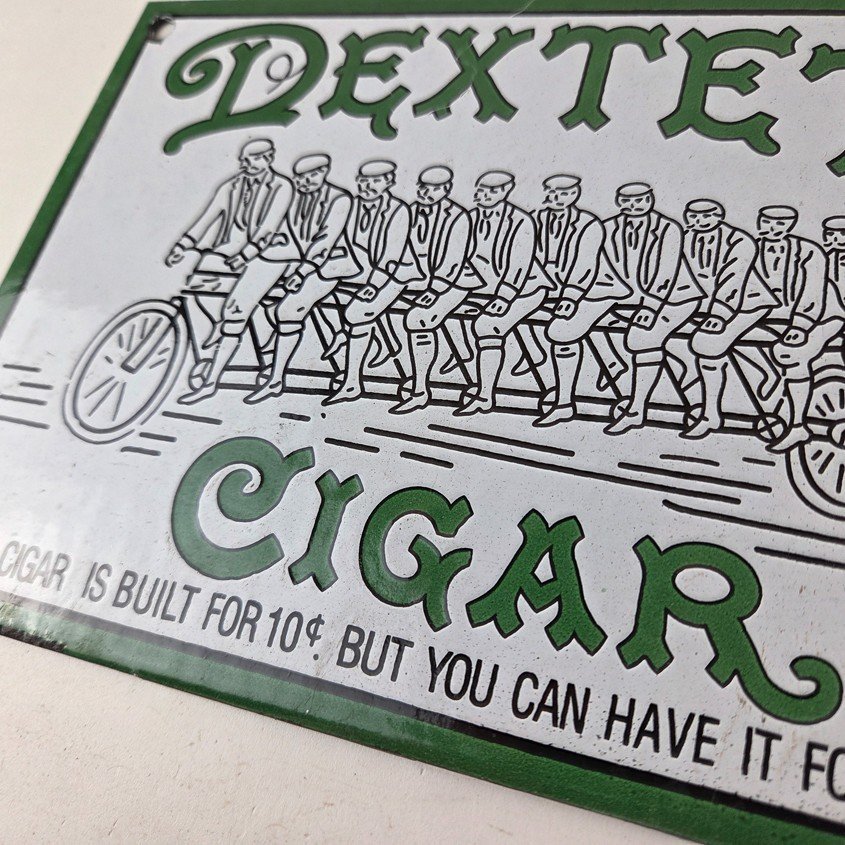 DEXTE
CIGAR
CIGAR IS BUILT FOR 10¢ BUT YOU CAN HAVE IT FO